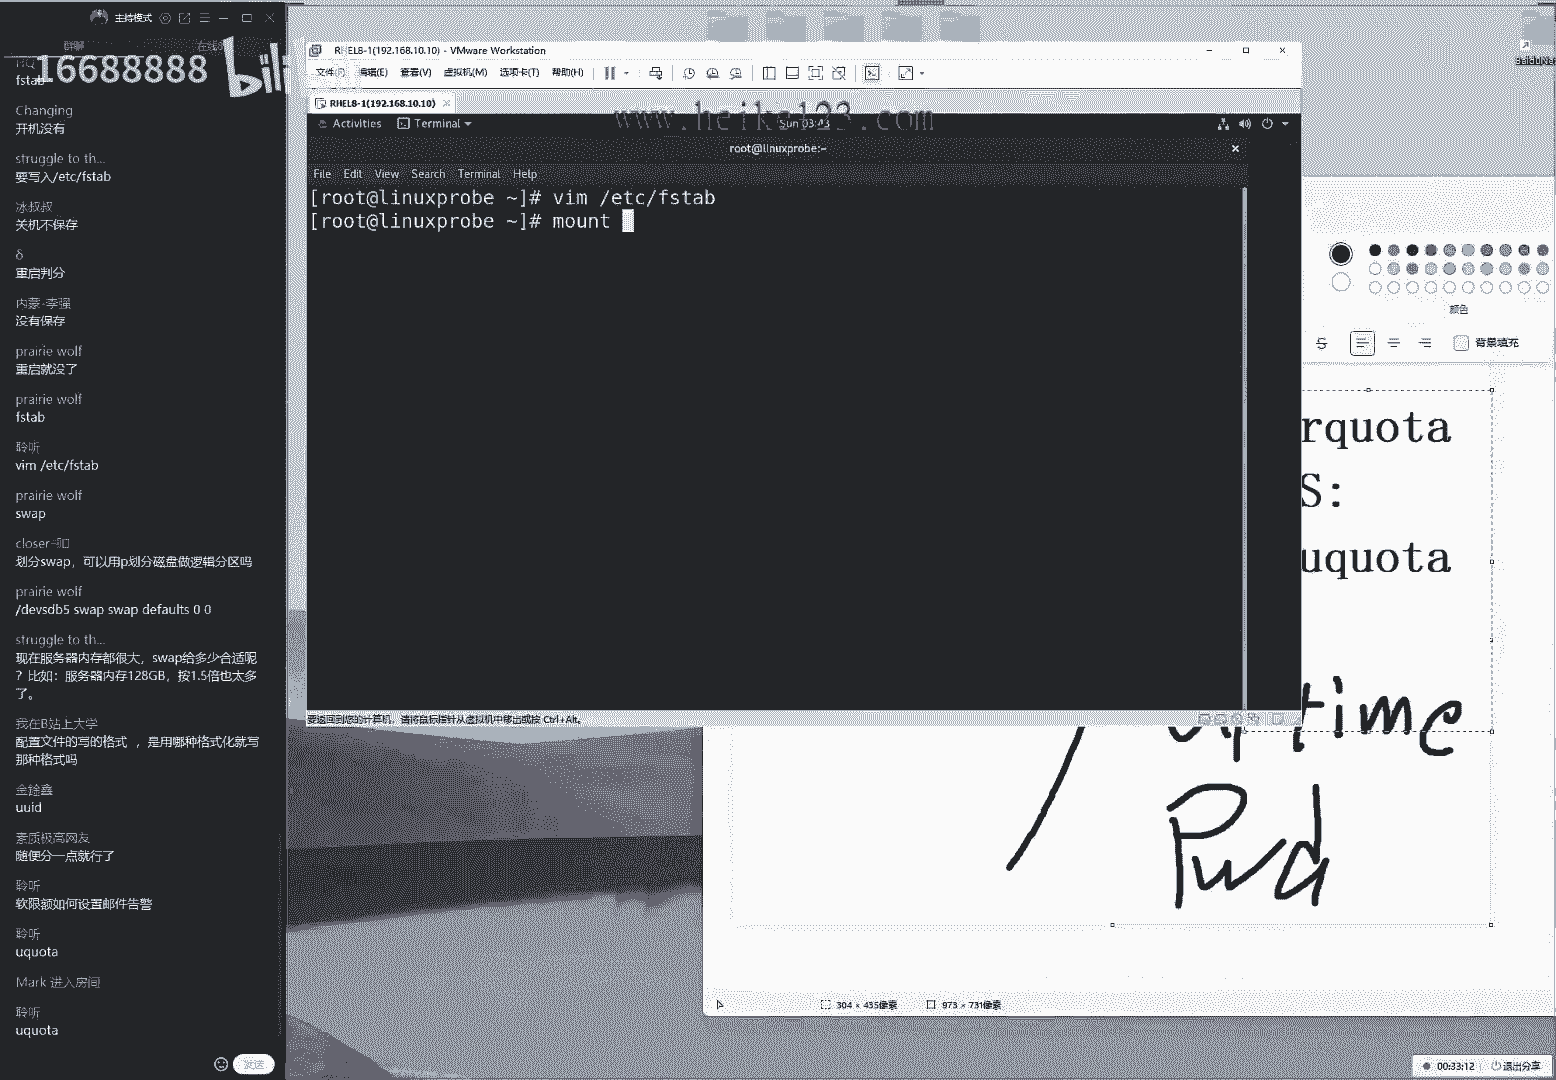 主持模式
群聊
16688888
bili
fstab
Changing
开机没有
struggle to th...
要写入/etc/fstab
冰叔叔
关机不保存
δ
重启判分
内蒙-李强
没有保存
prairie wolf
重启就没了
prairie wolf
fstab
聆听
vim /etc/fstab
prairie wolf
swap
划分swap，可以用p划分磁盘做逻辑分区吗
prairie wolf
/devsdb5 swap swap defaults 0 0
struggle to th...
现在服务器内存都很大，swap给多少合适呢
？比如：服务器内存128GB，按1.5倍也太多
了。
我在B站上大学
配置文件的写的格式 ，是用哪种格式化就写
那种格式吗
金鑫鑫
uuid
素质极高网友
随便分一点就行了
聆听
软限额如何设置邮件告警
聆听
uquota
Mark 进入房间
聆听
uquota
发送
RHEL8-1(192.168.10.10) - VMware Workstation
文件(F) 编辑(E) 查看(V) 虚拟机(M) 选项卡(T) 帮助(H)
RHEL8-1(192.168.10.10)
www.heike123.com
Activities Terminal Sun 03:43
root@linuxprobe:~
File Edit View Search Terminal Help
[root@linuxprobe ~]# vim /etc/fstab
[root@linuxprobe ~]# mount
要返回到您的计算机，请将鼠标指针从虚拟机中移出或按 Ctrl+Alt。
颜色
背景填充
rquota
S:
uquota
uptime
Pwd
304 × 435像素 973 × 731像素
00:33:12 退出分享